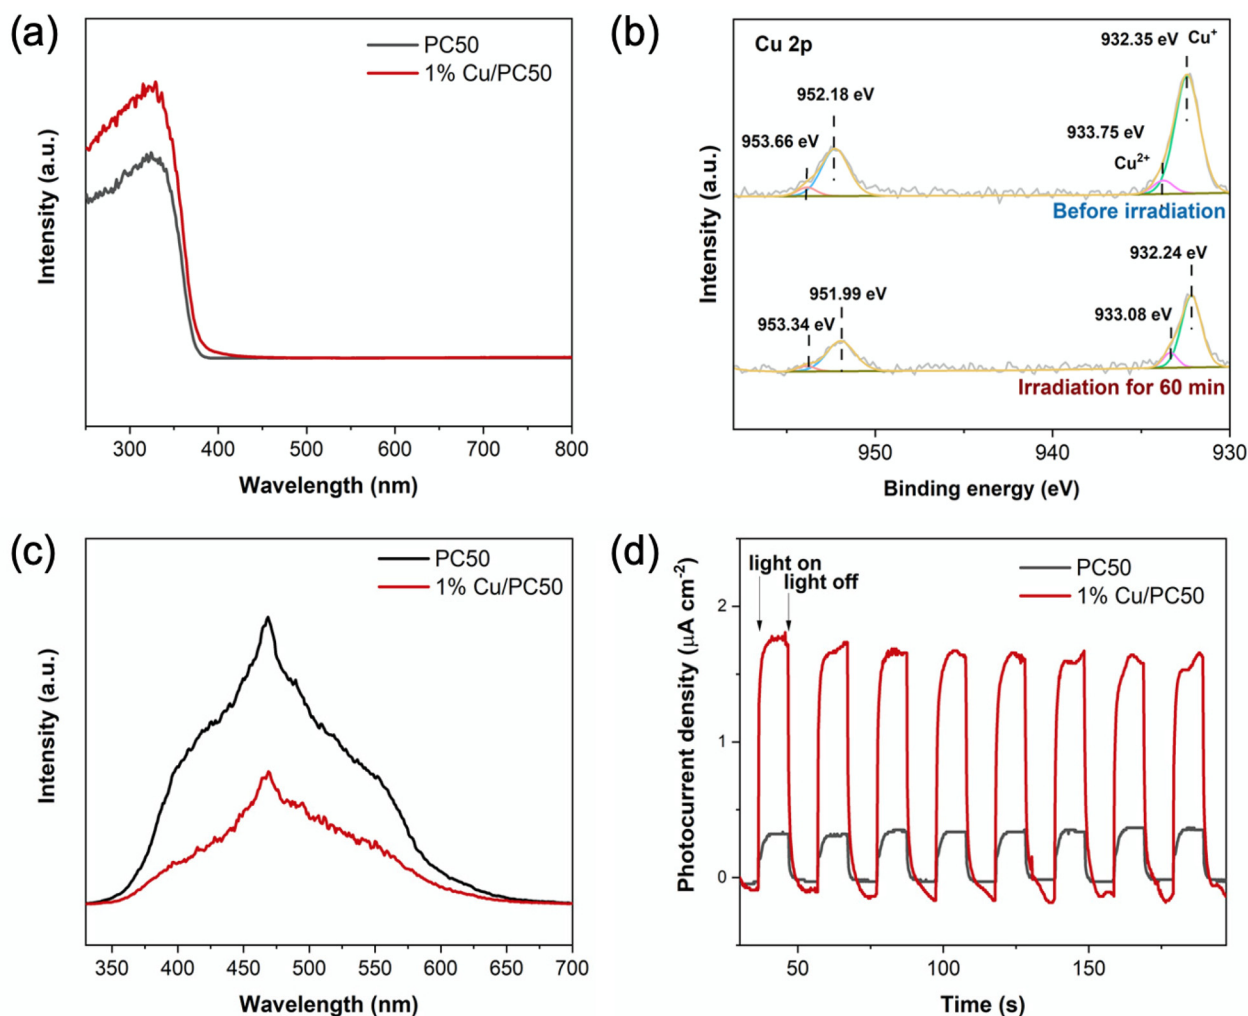 (a)
PC50
1% Cu/PC50
Intensity (a.u.)
300
400
500
600
700
800
Wavelength (nm)
(b)
Cu 2p
932.35 eV Cu⁺
952.18 eV
953.66 eV
933.75 eV
Cu²⁺
Before irradiation
932.24 eV
951.99 eV
953.34 eV
933.08 eV
Irradiation for 60 min
Intensity (a.u.)
950
940
930
Binding energy (eV)
(c)
PC50
1% Cu/PC50
Intensity (a.u.)
350
400
450
500
550
600
650
700
Wavelength (nm)
(d)
light on
light off
PC50
1% Cu/PC50
Photocurrent density (μA cm⁻²)
2
1
0
50
100
150
Time (s)